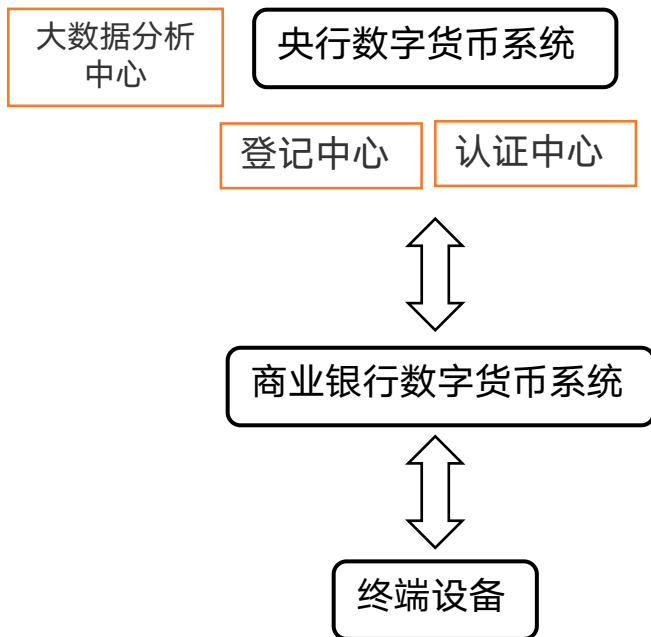 大数据分析
中心
央行数字货币系统
登记中心
认证中心
商业银行数字货币系统
终端设备